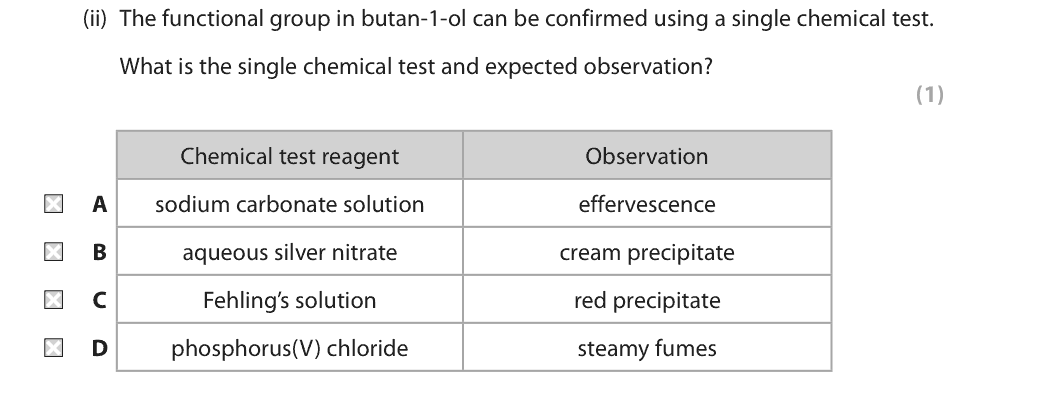 (ii) The functional group in butan-1-ol can be confirmed using a single chemical test.
What is the single chemical test and expected observation?
(1)
Chemical test reagent Observation
A sodium carbonate solution effervescence
B aqueous silver nitrate cream precipitate
C Fehling’s solution red precipitate
D phosphorus(V) chloride steamy fumes